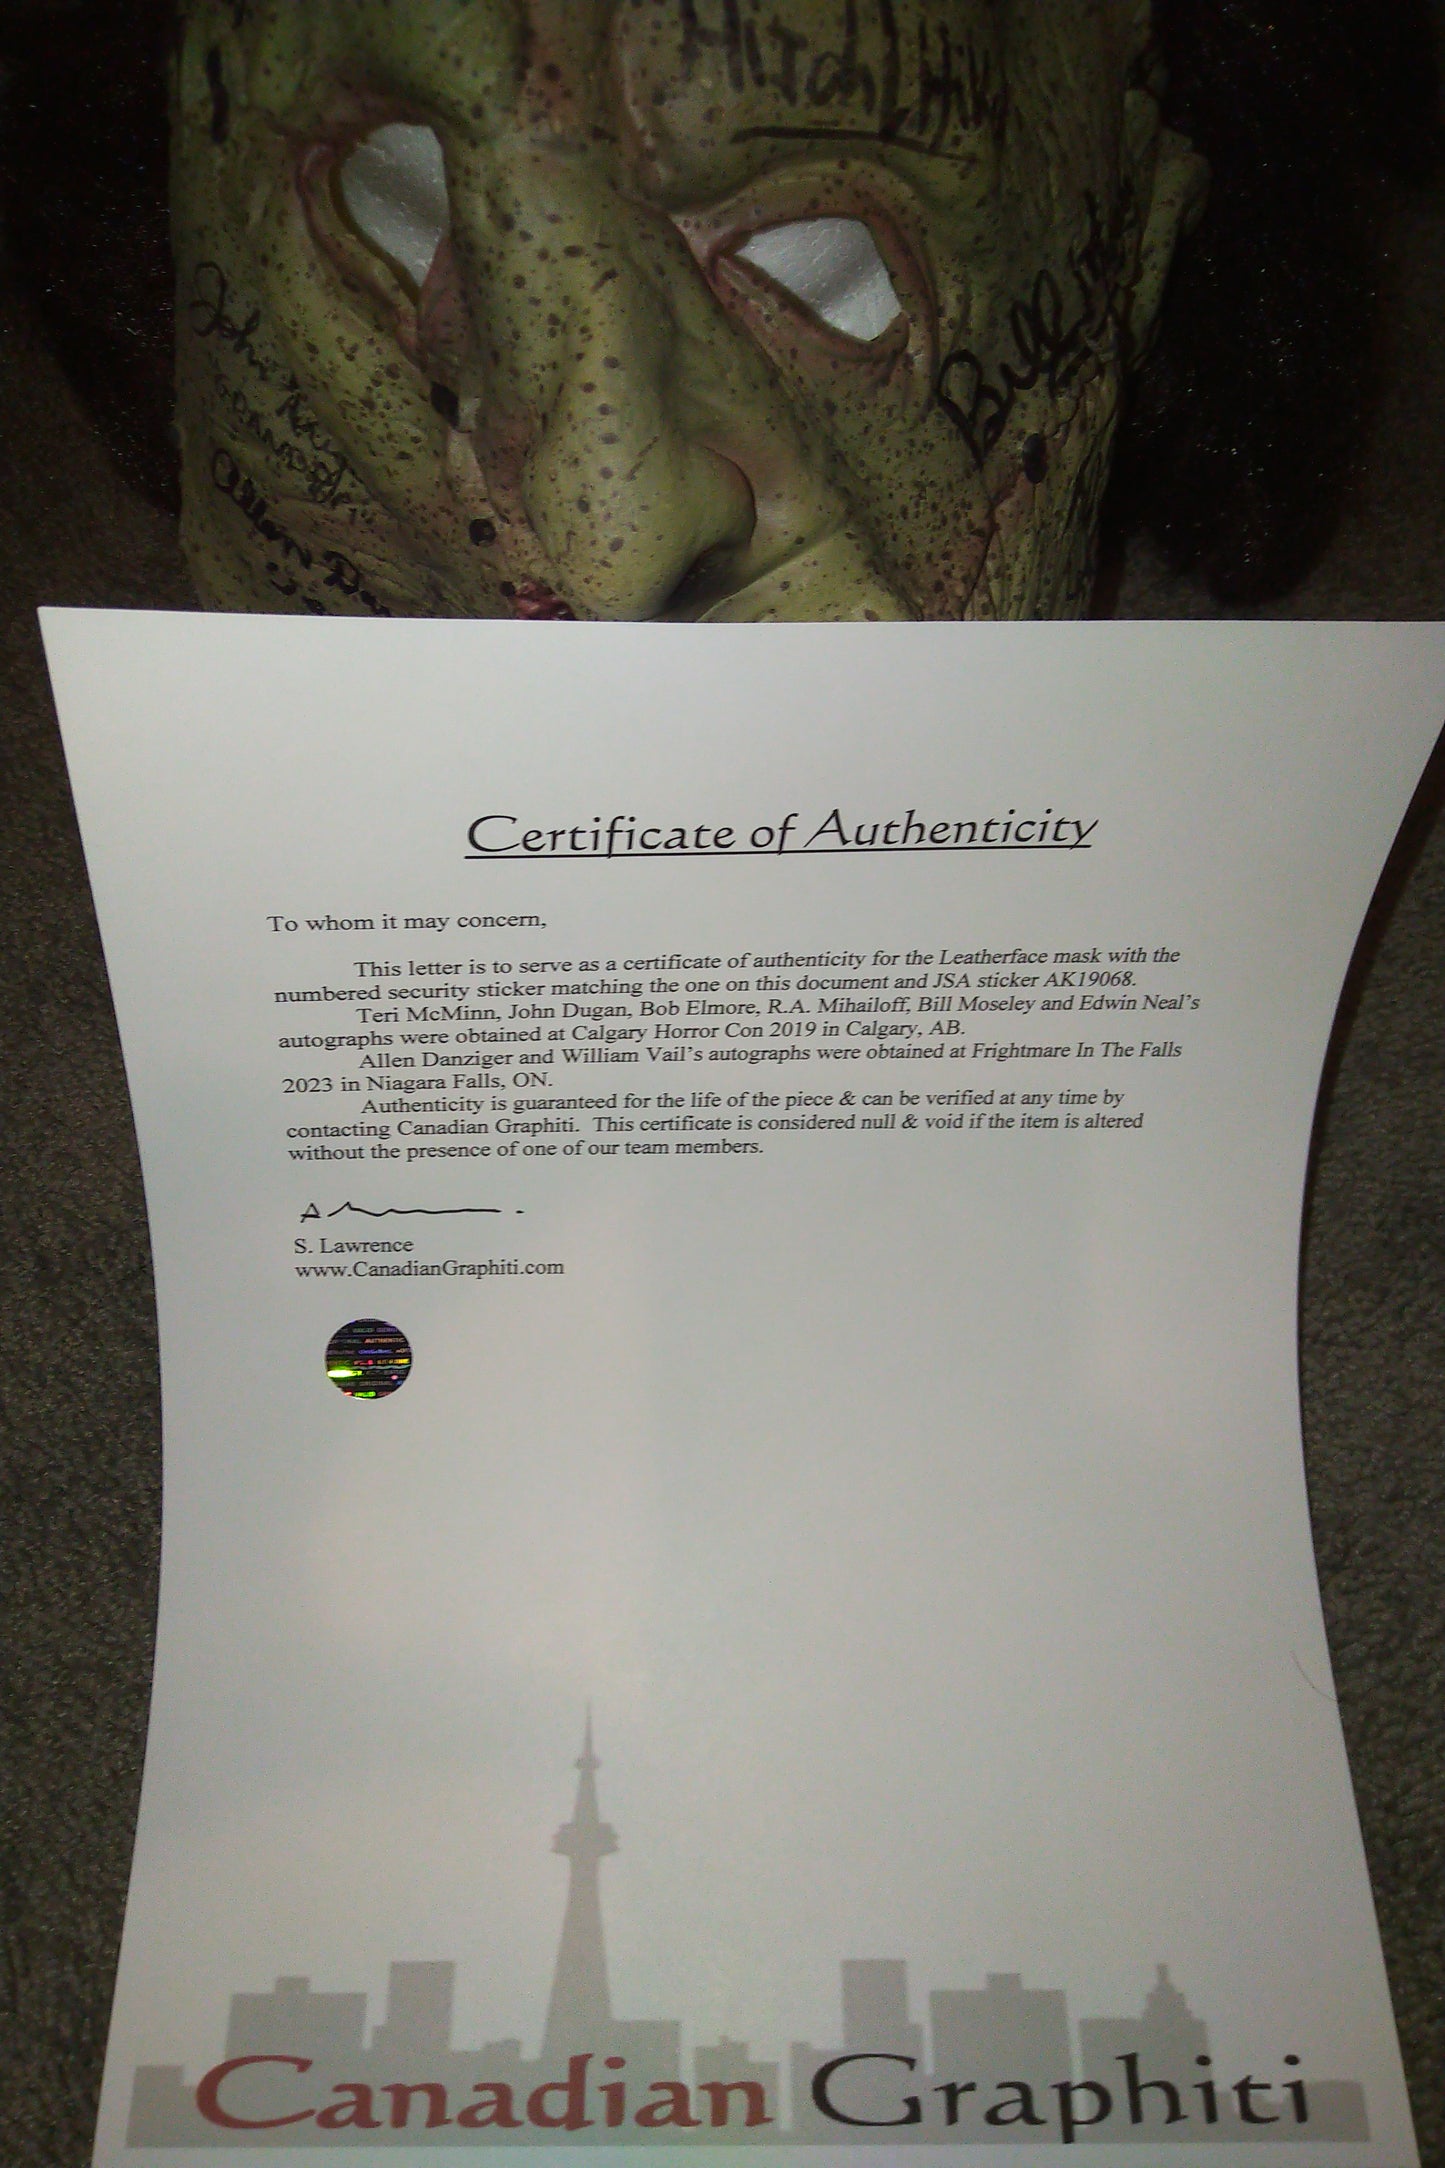 Hitch Hik
Bill
John
GRANDPA
Allen Dan
Certificate of Authenticity
To whom it may concern,
This letter is to serve as a certificate of authenticity for the Leatherface mask with the
numbered security sticker matching the one on this document and JSA sticker AK19068.
Teri McMinn, John Dugan, Bob Elmore, R.A. Mihailoff, Bill Moseley and Edwin Neal's
autographs were obtained at Calgary Horror Con 2019 in Calgary, AB.
Allen Danziger and William Vail's autographs were obtained at Frightmare In The Falls
2023 in Niagara Falls, ON.
Authenticity is guaranteed for the life of the piece & can be verified at any time by
contacting Canadian Graphiti. This certificate is considered null & void if the item is altered
without the presence of one of our team members.
S. Lawrence
www.CanadianGraphiti.com
Canadian Graphiti